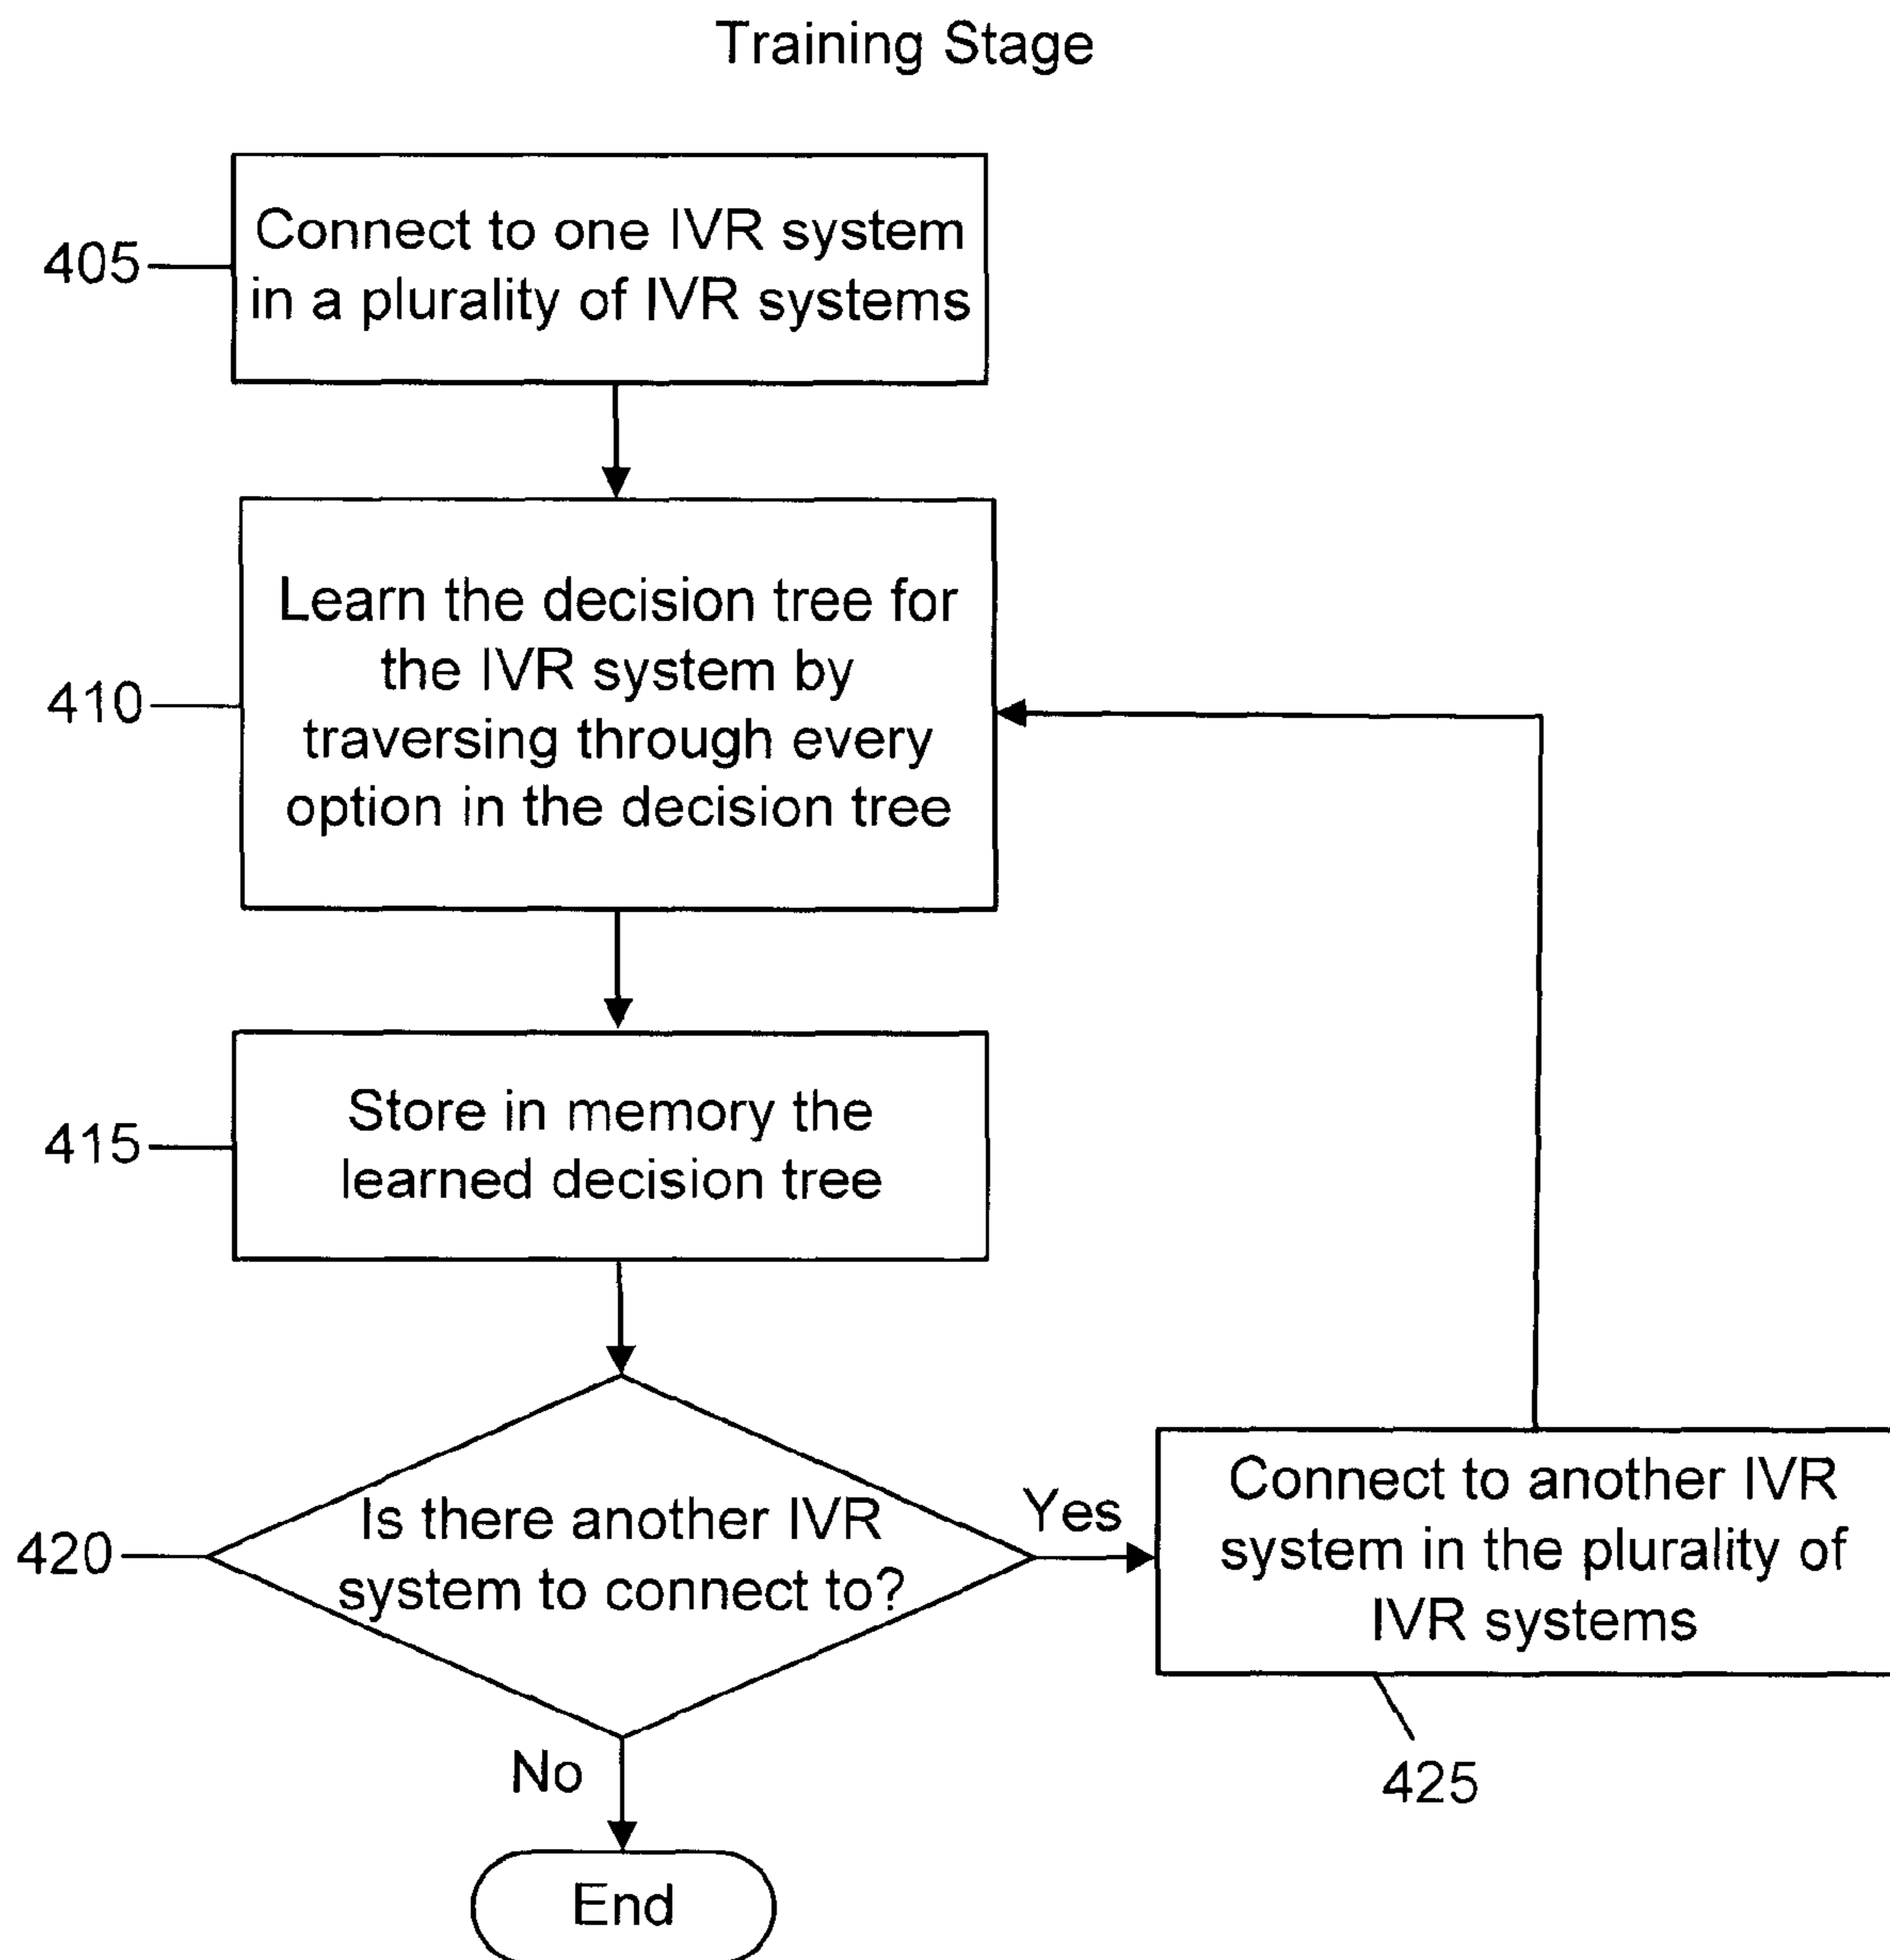 Training Stage
405
Connect to one IVR system
in a plurality of IVR systems
410
Learn the decision tree for
the IVR system by
traversing through every
option in the decision tree
415
Store in memory the
learned decision tree
420
Is there another IVR
system to connect to?
Yes
Connect to another IVR
system in the plurality of
IVR systems
425
No
End